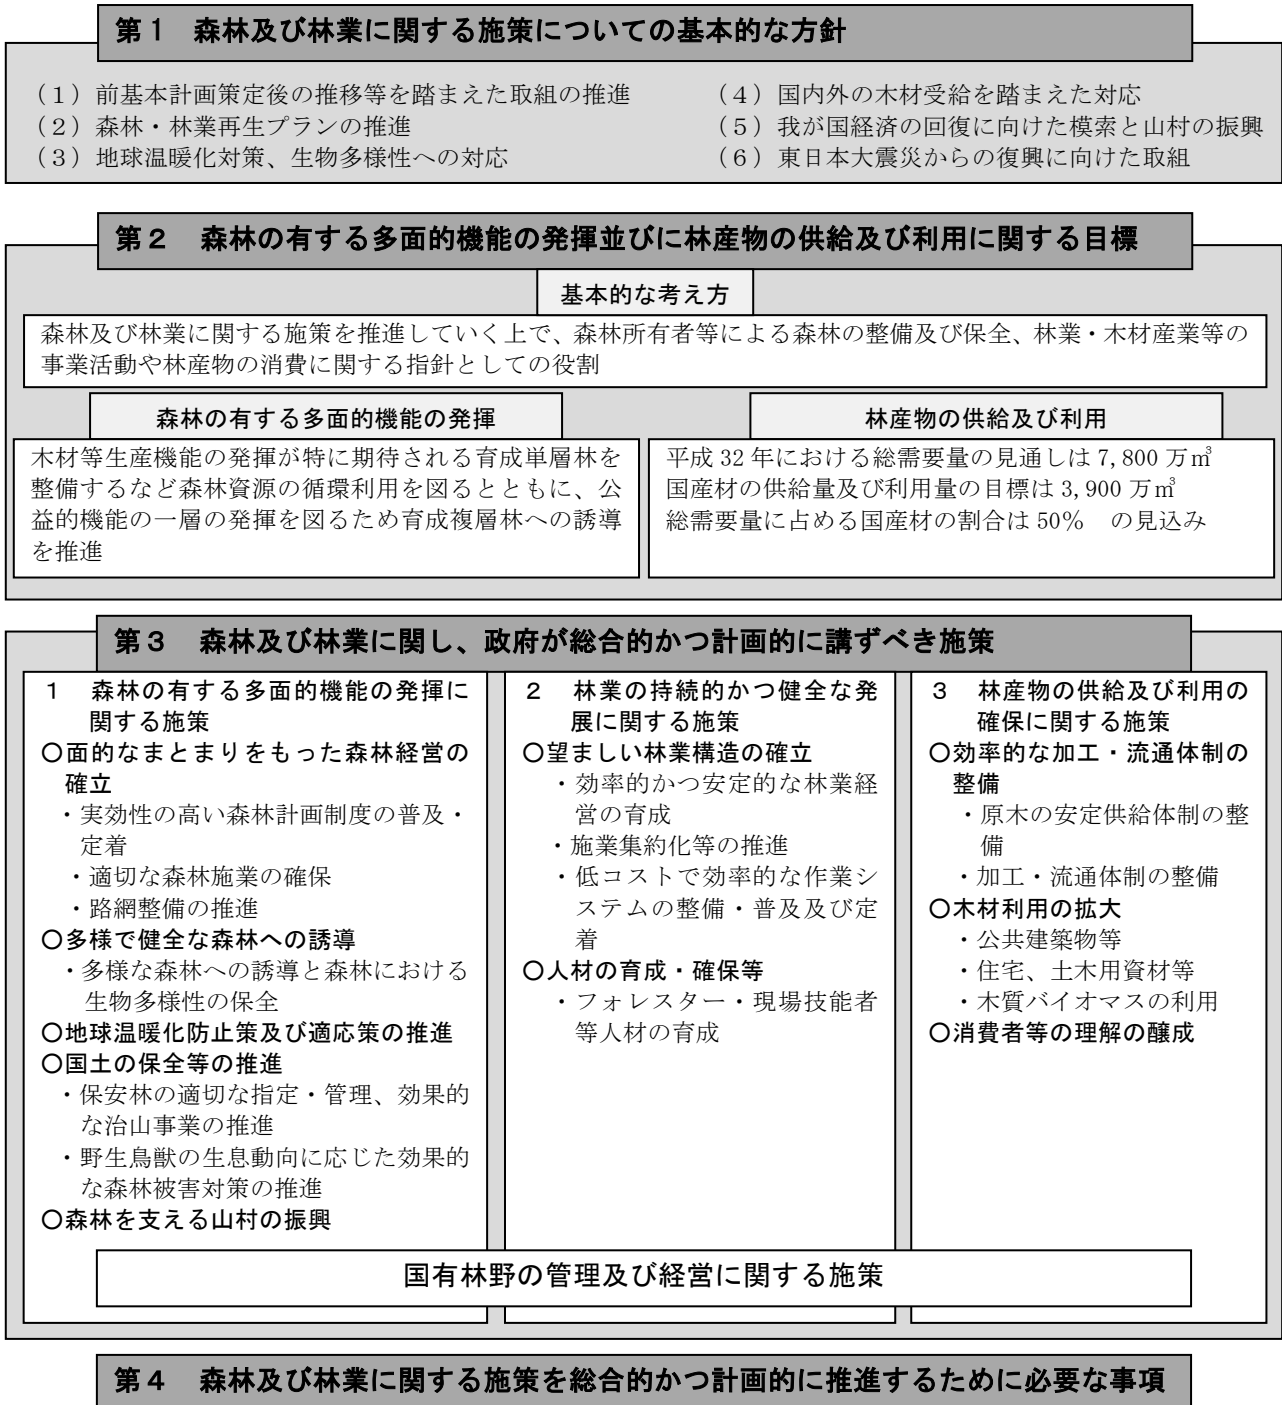 第１　森林及び林業に関する施策についての基本的な方針
（１）前基本計画策定後の推移等を踏まえた取組の推進
（２）森林・林業再生プランの推進
（３）地球温暖化対策、生物多様性への対応
（４）国内外の木材受給を踏まえた対応
（５）我が国経済の回復に向けた模索と山村の振興
（６）東日本大震災からの復興に向けた取組
第２　森林の有する多面的機能の発揮並びに林産物の供給及び利用に関する目標
基本的な考え方
森林及び林業に関する施策を推進していく上で、森林所有者等による森林の整備及び保全、林業・木材産業等の
事業活動や林産物の消費に関する指針としての役割
森林の有する多面的機能の発揮
木材等生産機能の発揮が特に期待される育成単層林を
整備するなど森林資源の循環利用を図るとともに、公
益的機能の一層の発揮を図るため育成複層林への誘導
を推進
林産物の供給及び利用
平成 32 年における総需要量の見通しは 7,800 万㎥
国産材の供給量及び利用量の目標は 3,900 万㎥
総需要量に占める国産材の割合は 50％　の見込み
第３　森林及び林業に関し、政府が総合的かつ計画的に講ずべき施策
１　森林の有する多面的機能の発揮に
関する施策
○面的なまとまりをもった森林経営の
確立
・実効性の高い森林計画制度の普及・
定着
・適切な森林施業の確保
・路網整備の推進
○多様で健全な森林への誘導
・多様な森林への誘導と森林における
生物多様性の保全
○地球温暖化防止策及び適応策の推進
○国土の保全等の推進
・保安林の適切な指定・管理、効果的
な治山事業の推進
・野生鳥獣の生息動向に応じた効果的
な森林被害対策の推進
○森林を支える山村の振興
２　林業の持続的かつ健全な発
展に関する施策
○望ましい林業構造の確立
・効率的かつ安定的な林業経
営の育成
・施業集約化等の推進
・低コストで効率的な作業シ
ステムの整備・普及及び定
着
○人材の育成・確保等
・フォレスター・現場技能者
等人材の育成
３　林産物の供給及び利用の
確保に関する施策
○効率的な加工・流通体制の
整備
・原木の安定供給体制の整
備
・加工・流通体制の整備
○木材利用の拡大
・公共建築物等
・住宅、土木用資材等
・木質バイオマスの利用
○消費者等の理解の醸成
国有林野の管理及び経営に関する施策
第４　森林及び林業に関する施策を総合的かつ計画的に推進するために必要な事項